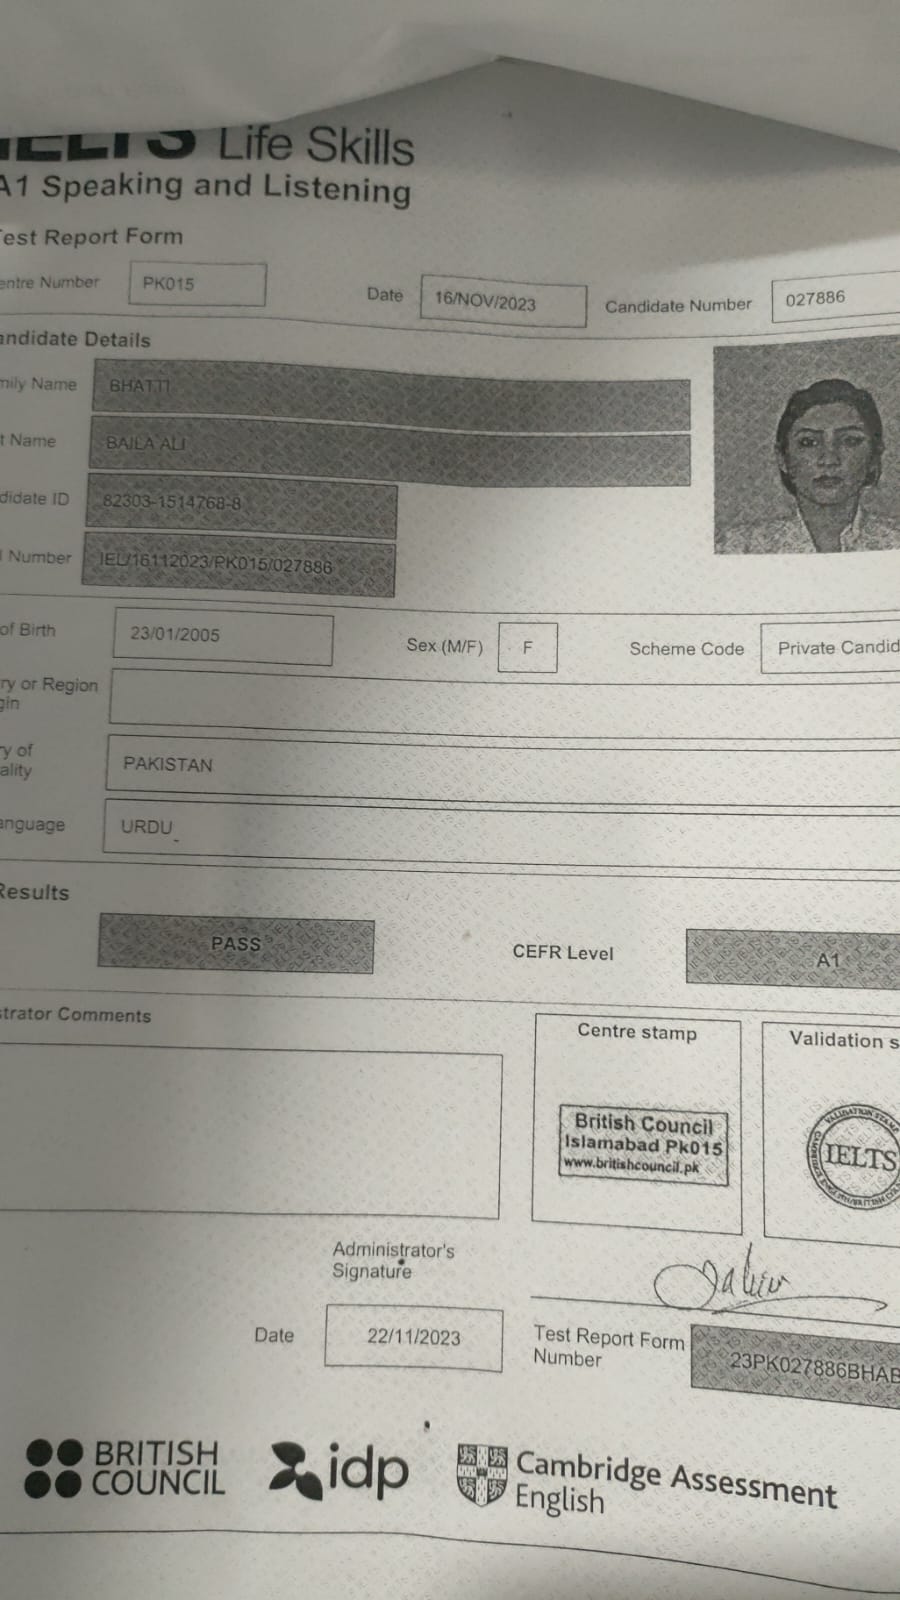 IELTS Life Skills
A1 Speaking and Listening
Test Report Form
entre Number PK015 Date 16/NOV/2023 Candidate Number 027886
andidate Details
mily Name BHATTI
t Name BAILA ALI
didate ID 82303-1514768-8
l Number IEL/16112023/PK015/027886
of Birth 23/01/2005 Sex (M/F) F Scheme Code Private Candid
ry or Region
gin
ry of
ality PAKISTAN
anguage URDU
Results
PASS CEFR Level A1
strator Comments
Centre stamp Validation s
British Council
Islamabad Pk015
www.britishcouncil.pk
VALIDATION STAMP
IELTS
Administrator's
Signature
Date 22/11/2023
Test Report Form
Number 23PK027886BHAB
BRITISH
COUNCIL
idp
Cambridge Assessment
English